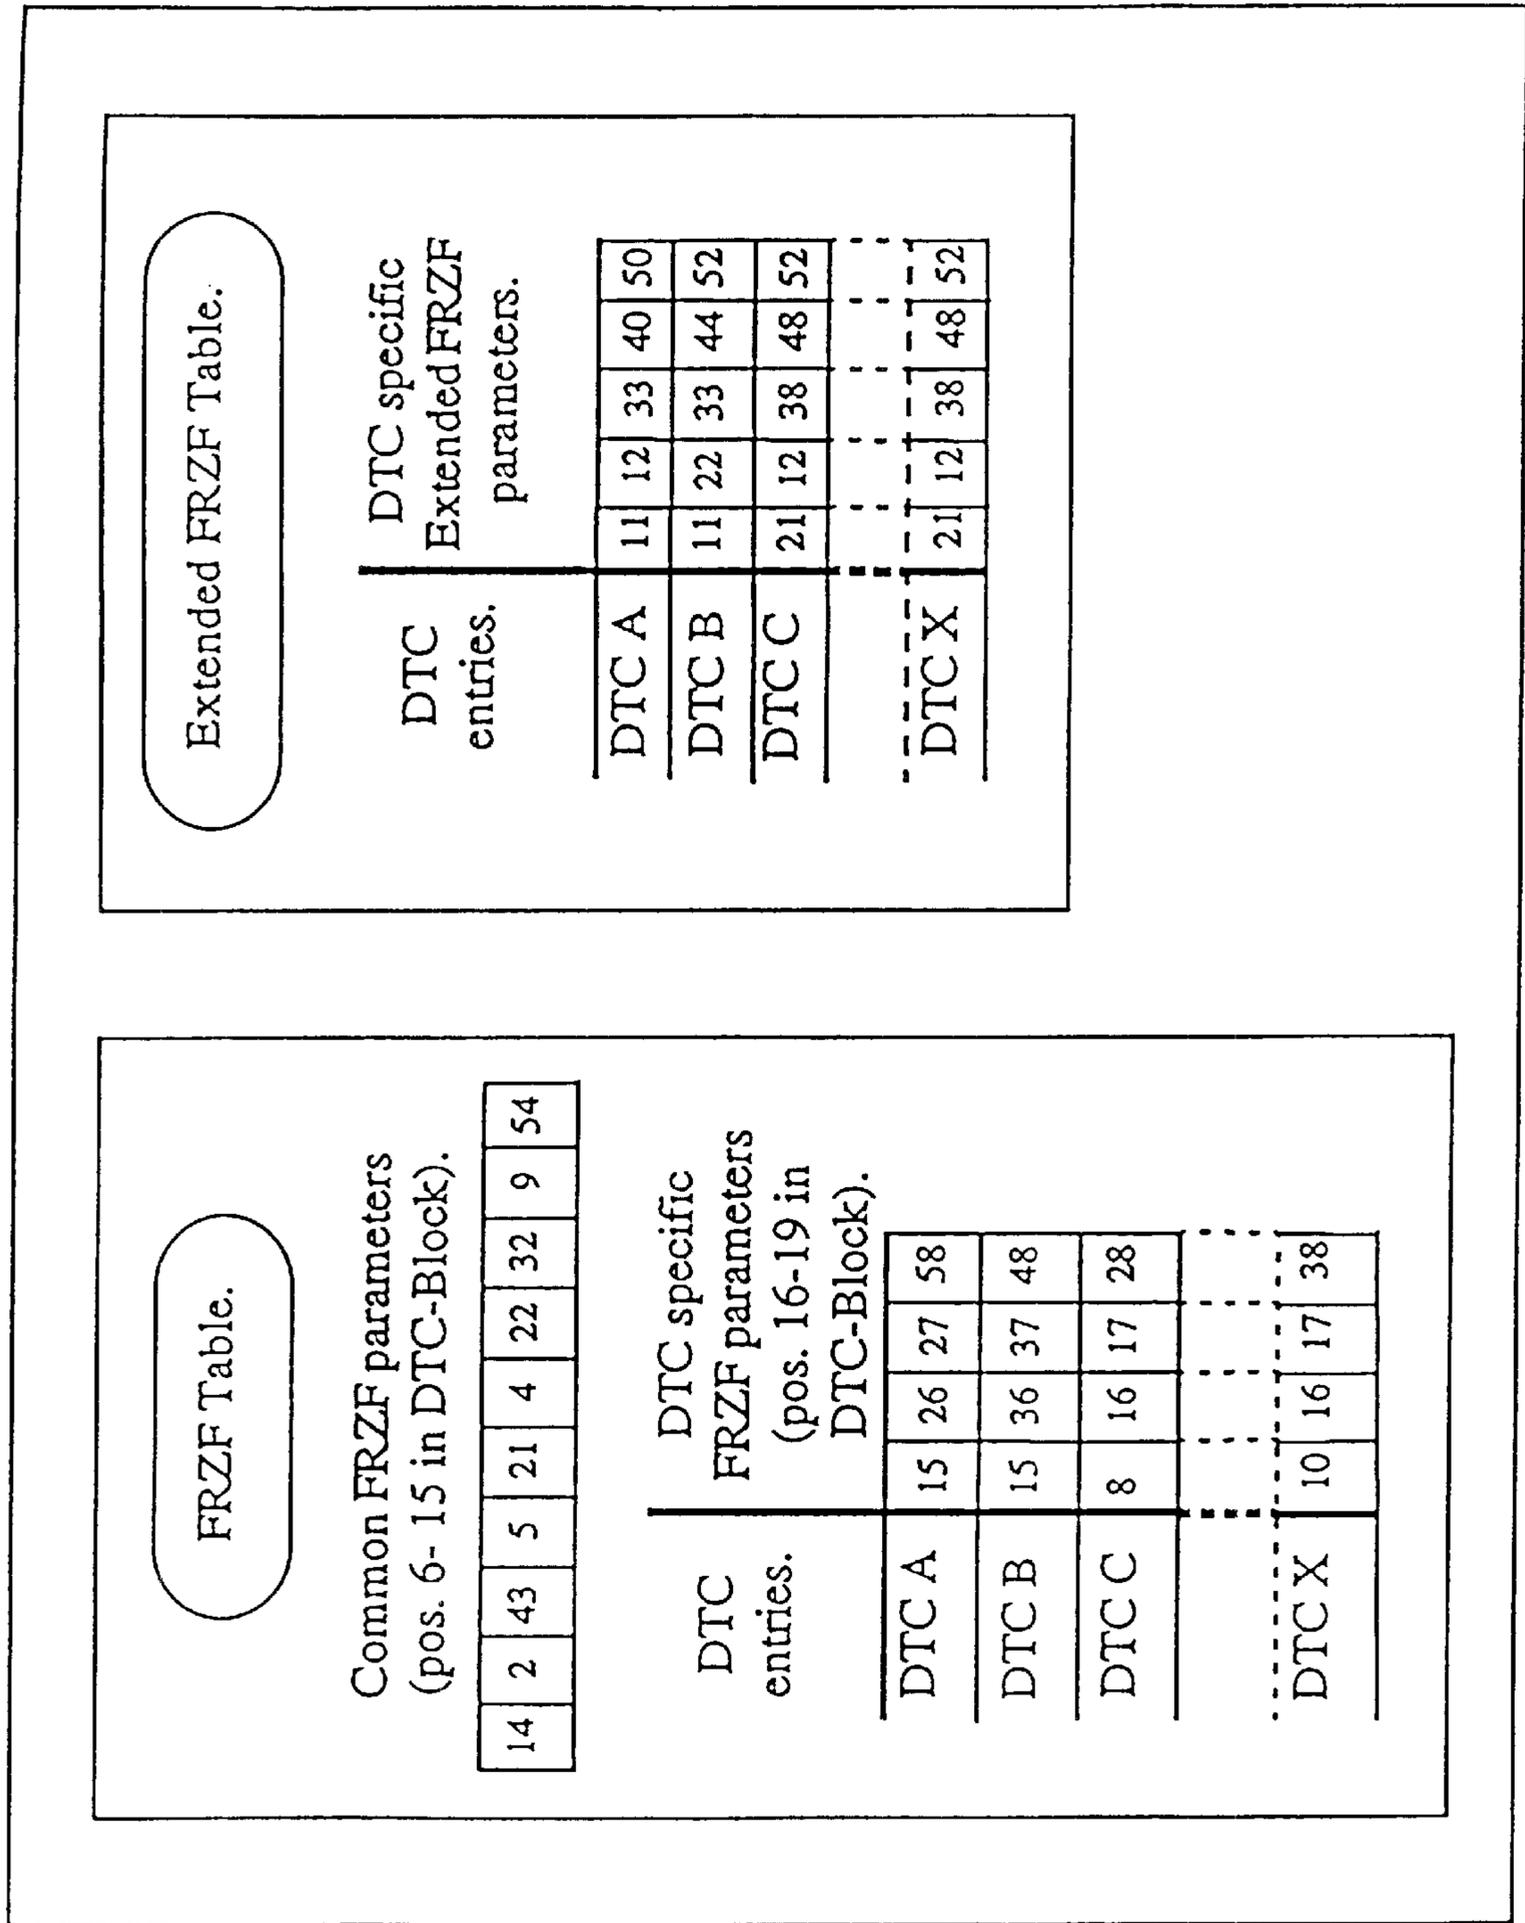 FRZF Table.
Common FRZF parameters
(pos. 6- 15 in DTC-Block).
14 2 43 5 21 4 22 32 9 54
DTC
entries.
DTC specific
FRZF parameters
(pos. 16-19 in
DTC-Block).
DTC A 15 26 27 58
DTC B 15 36 37 48
DTC C 8 16 17 28
DTC X 10 16 17 38
Extended FRZF Table.
DTC
entries.
DTC specific
Extended FRZF
parameters.
DTC A 11 12 33 40 50
DTC B 11 22 33 44 52
DTC C 21 12 38 48 52
DTC X 21 12 38 48 52